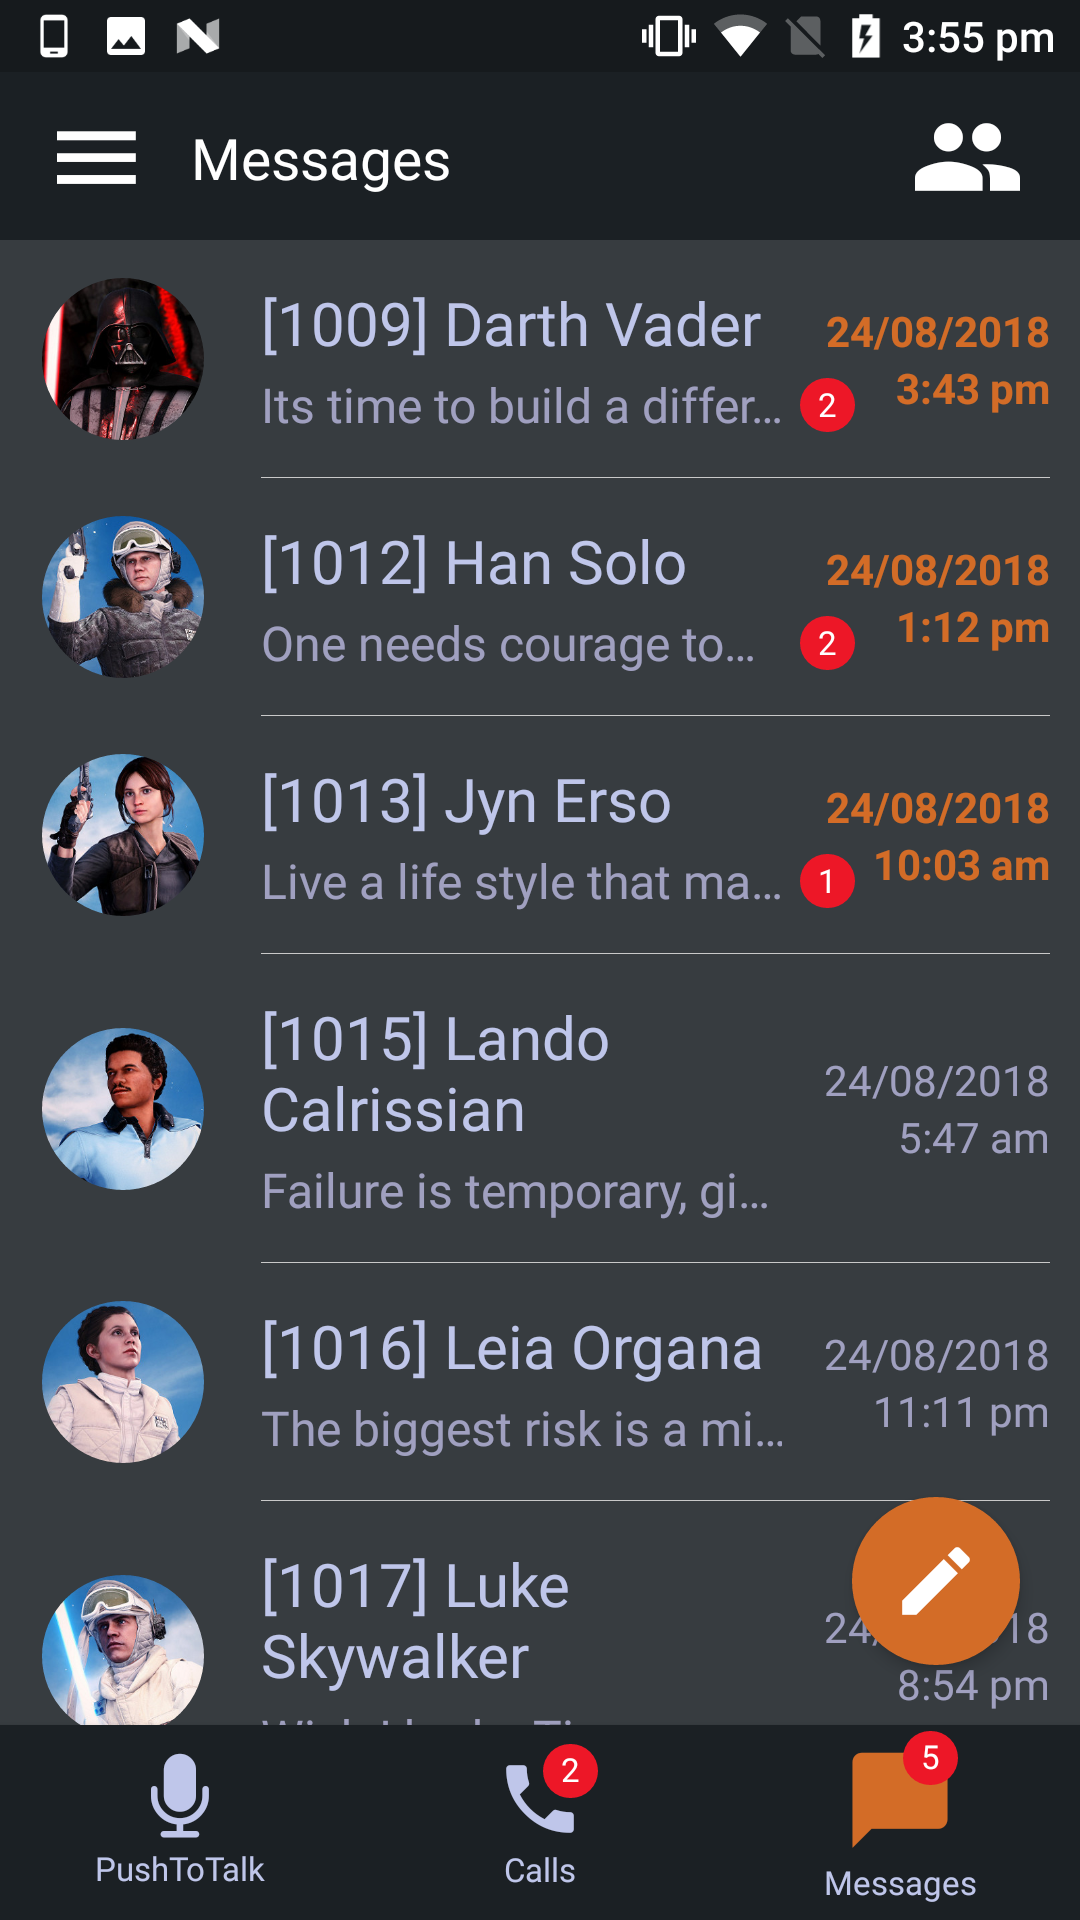 3:55 pm
Messages
[1009] Darth Vader
24/08/2018
Its time to build a differ...
2
3:43 pm
[1012] Han Solo
24/08/2018
One needs courage to...
2
1:12 pm
[1013] Jyn Erso
24/08/2018
Live a life style that ma...
1
10:03 am
[1015] Lando
Calrissian
24/08/2018
5:47 am
Failure is temporary, gi...
[1016] Leia Organa
24/08/2018
The biggest risk is a mi...
11:11 pm
[1017] Luke
Skywalker
8:54 pm
2
5
PushToTalk
Calls
Messages